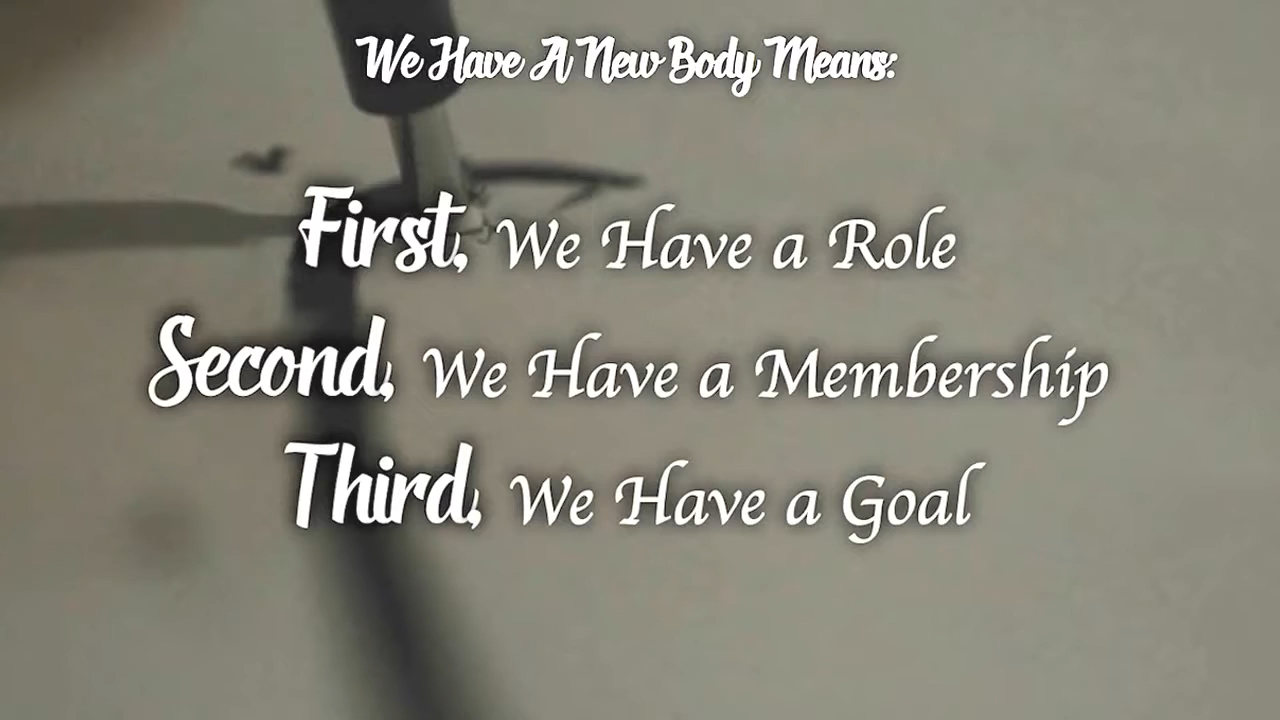 We Have A New Body Means:
First, We Have a Role
Second, We Have a Membership
Third, We Have a Goal